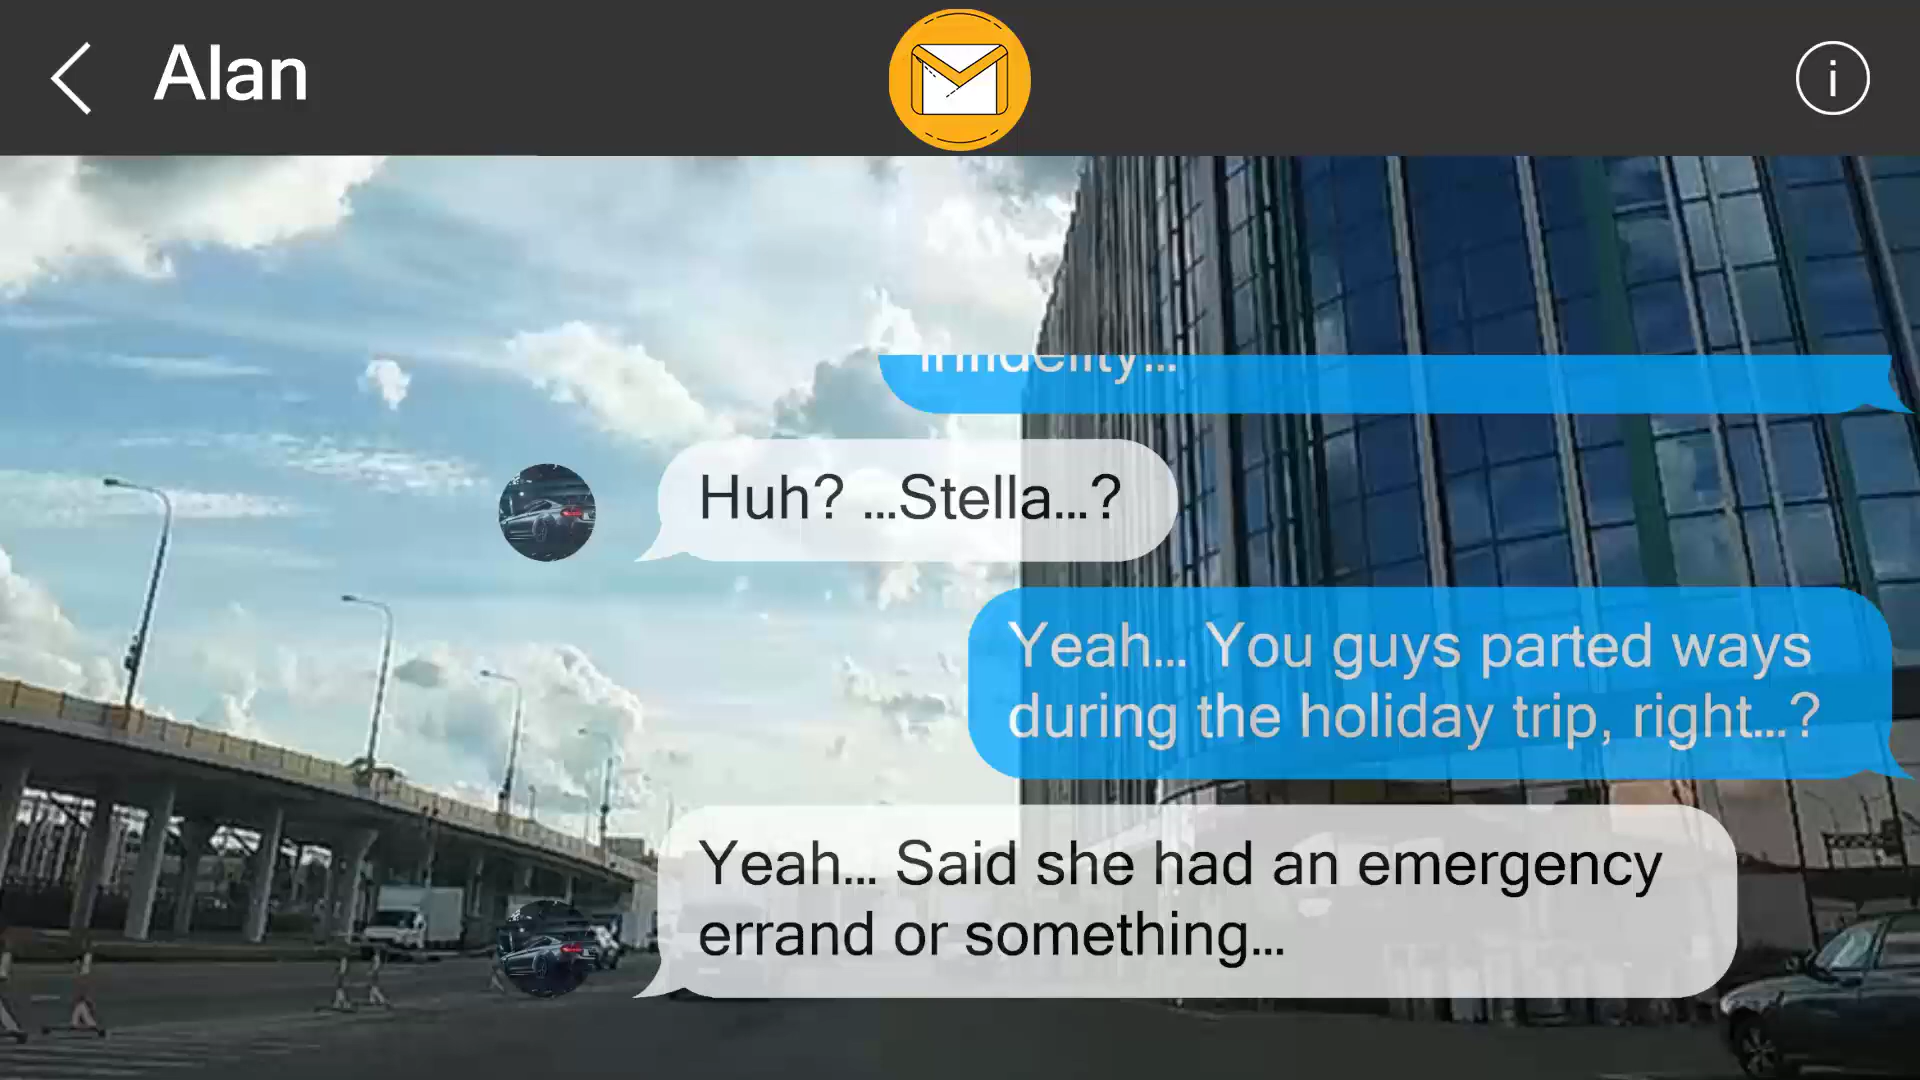 Alan
infidelity...
Huh? ...Stella...?
Yeah... You guys parted ways
during the holiday trip, right...?
Yeah... Said she had an emergency
errand or something...